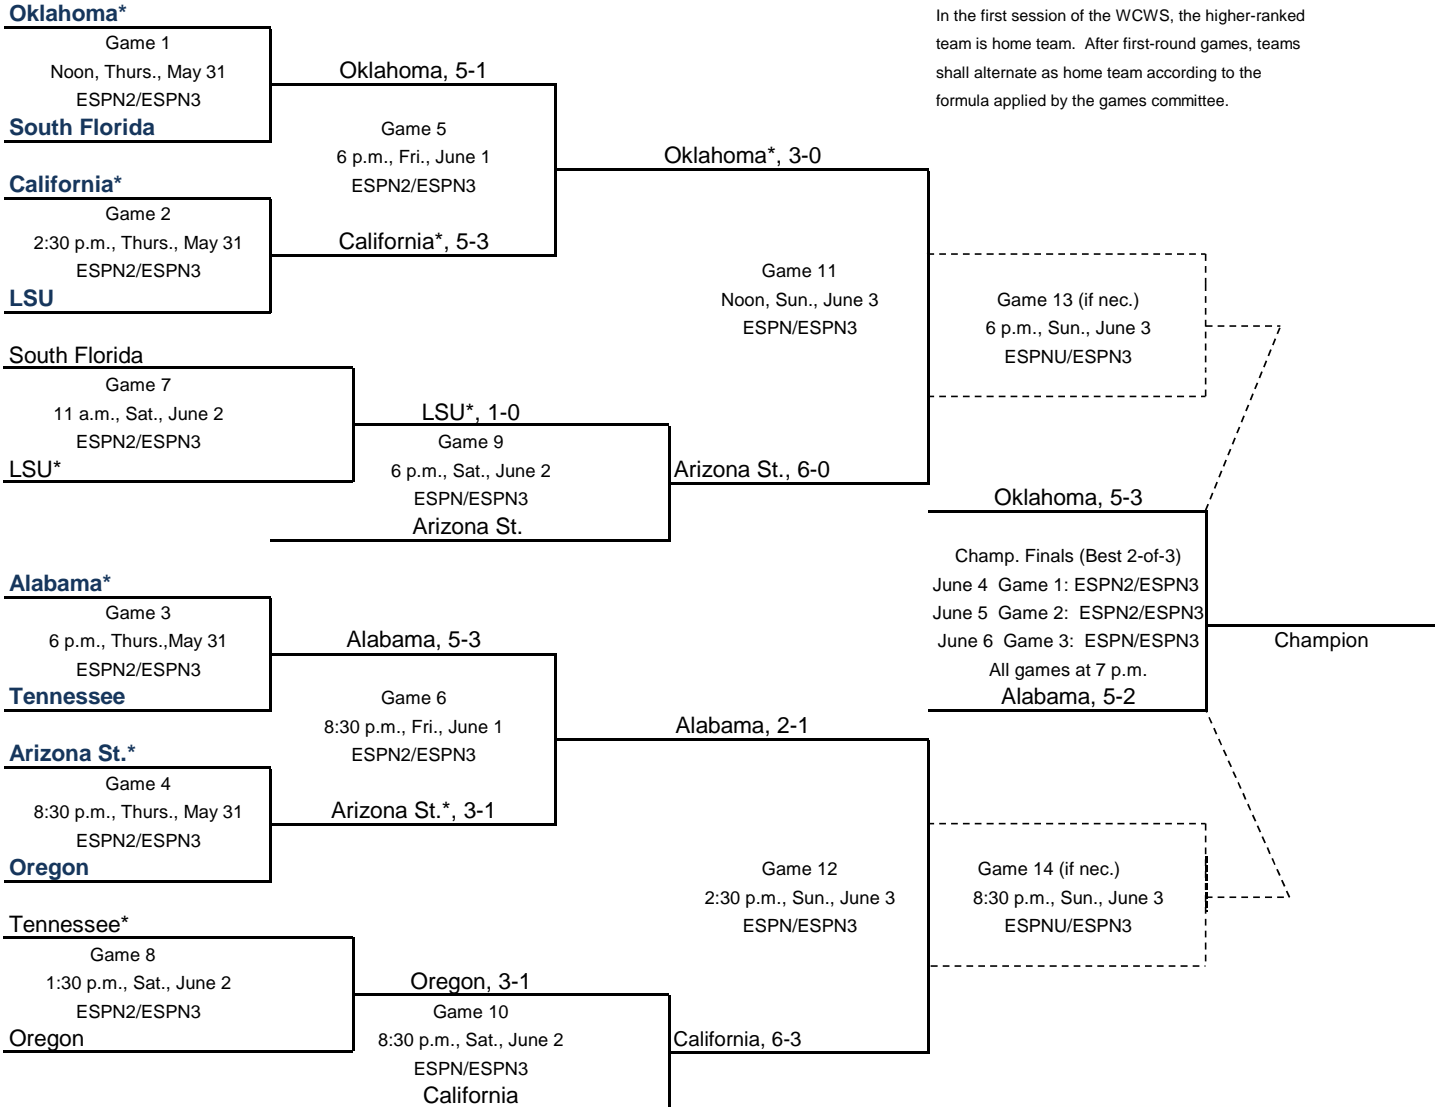 Oklahoma*
Game 1
Noon, Thurs., May 31
ESPN2/ESPN3
South Florida
Oklahoma, 5-1
Game 5
6 p.m., Fri., June 1
ESPN2/ESPN3
California*, 5-3
California*
Game 2
2:30 p.m., Thurs., May 31
ESPN2/ESPN3
LSU
Oklahoma*, 3-0
Game 11
Noon, Sun., June 3
ESPN/ESPN3
Arizona St., 6-0
In the first session of the WCWS, the higher-ranked
team is home team.  After first-round games, teams
shall alternate as home team according to the
formula applied by the games committee.
Game 13 (if nec.)
6 p.m., Sun., June 3
ESPNU/ESPN3
South Florida
Game 7
11 a.m., Sat., June 2
ESPN2/ESPN3
LSU*
LSU*, 1-0
Game 9
6 p.m., Sat., June 2
ESPN/ESPN3
Arizona St.
Oklahoma, 5-3
Champ. Finals (Best 2-of-3)
June 4  Game 1: ESPN2/ESPN3
June 5  Game 2:  ESPN2/ESPN3
June 6  Game 3:  ESPN/ESPN3
All games at 7 p.m.
Alabama, 5-2
Champion
Alabama*
Game 3
6 p.m., Thurs.,May 31
ESPN2/ESPN3
Tennessee
Alabama, 5-3
Game 6
8:30 p.m., Fri., June 1
ESPN2/ESPN3
Arizona St.*, 3-1
Arizona St.*
Game 4
8:30 p.m., Thurs., May 31
ESPN2/ESPN3
Oregon
Alabama, 2-1
Game 12
2:30 p.m., Sun., June 3
ESPN/ESPN3
California, 6-3
Game 14 (if nec.)
8:30 p.m., Sun., June 3
ESPNU/ESPN3
Tennessee*
Game 8
1:30 p.m., Sat., June 2
ESPN2/ESPN3
Oregon
Oregon, 3-1
Game 10
8:30 p.m., Sat., June 2
ESPN/ESPN3
California